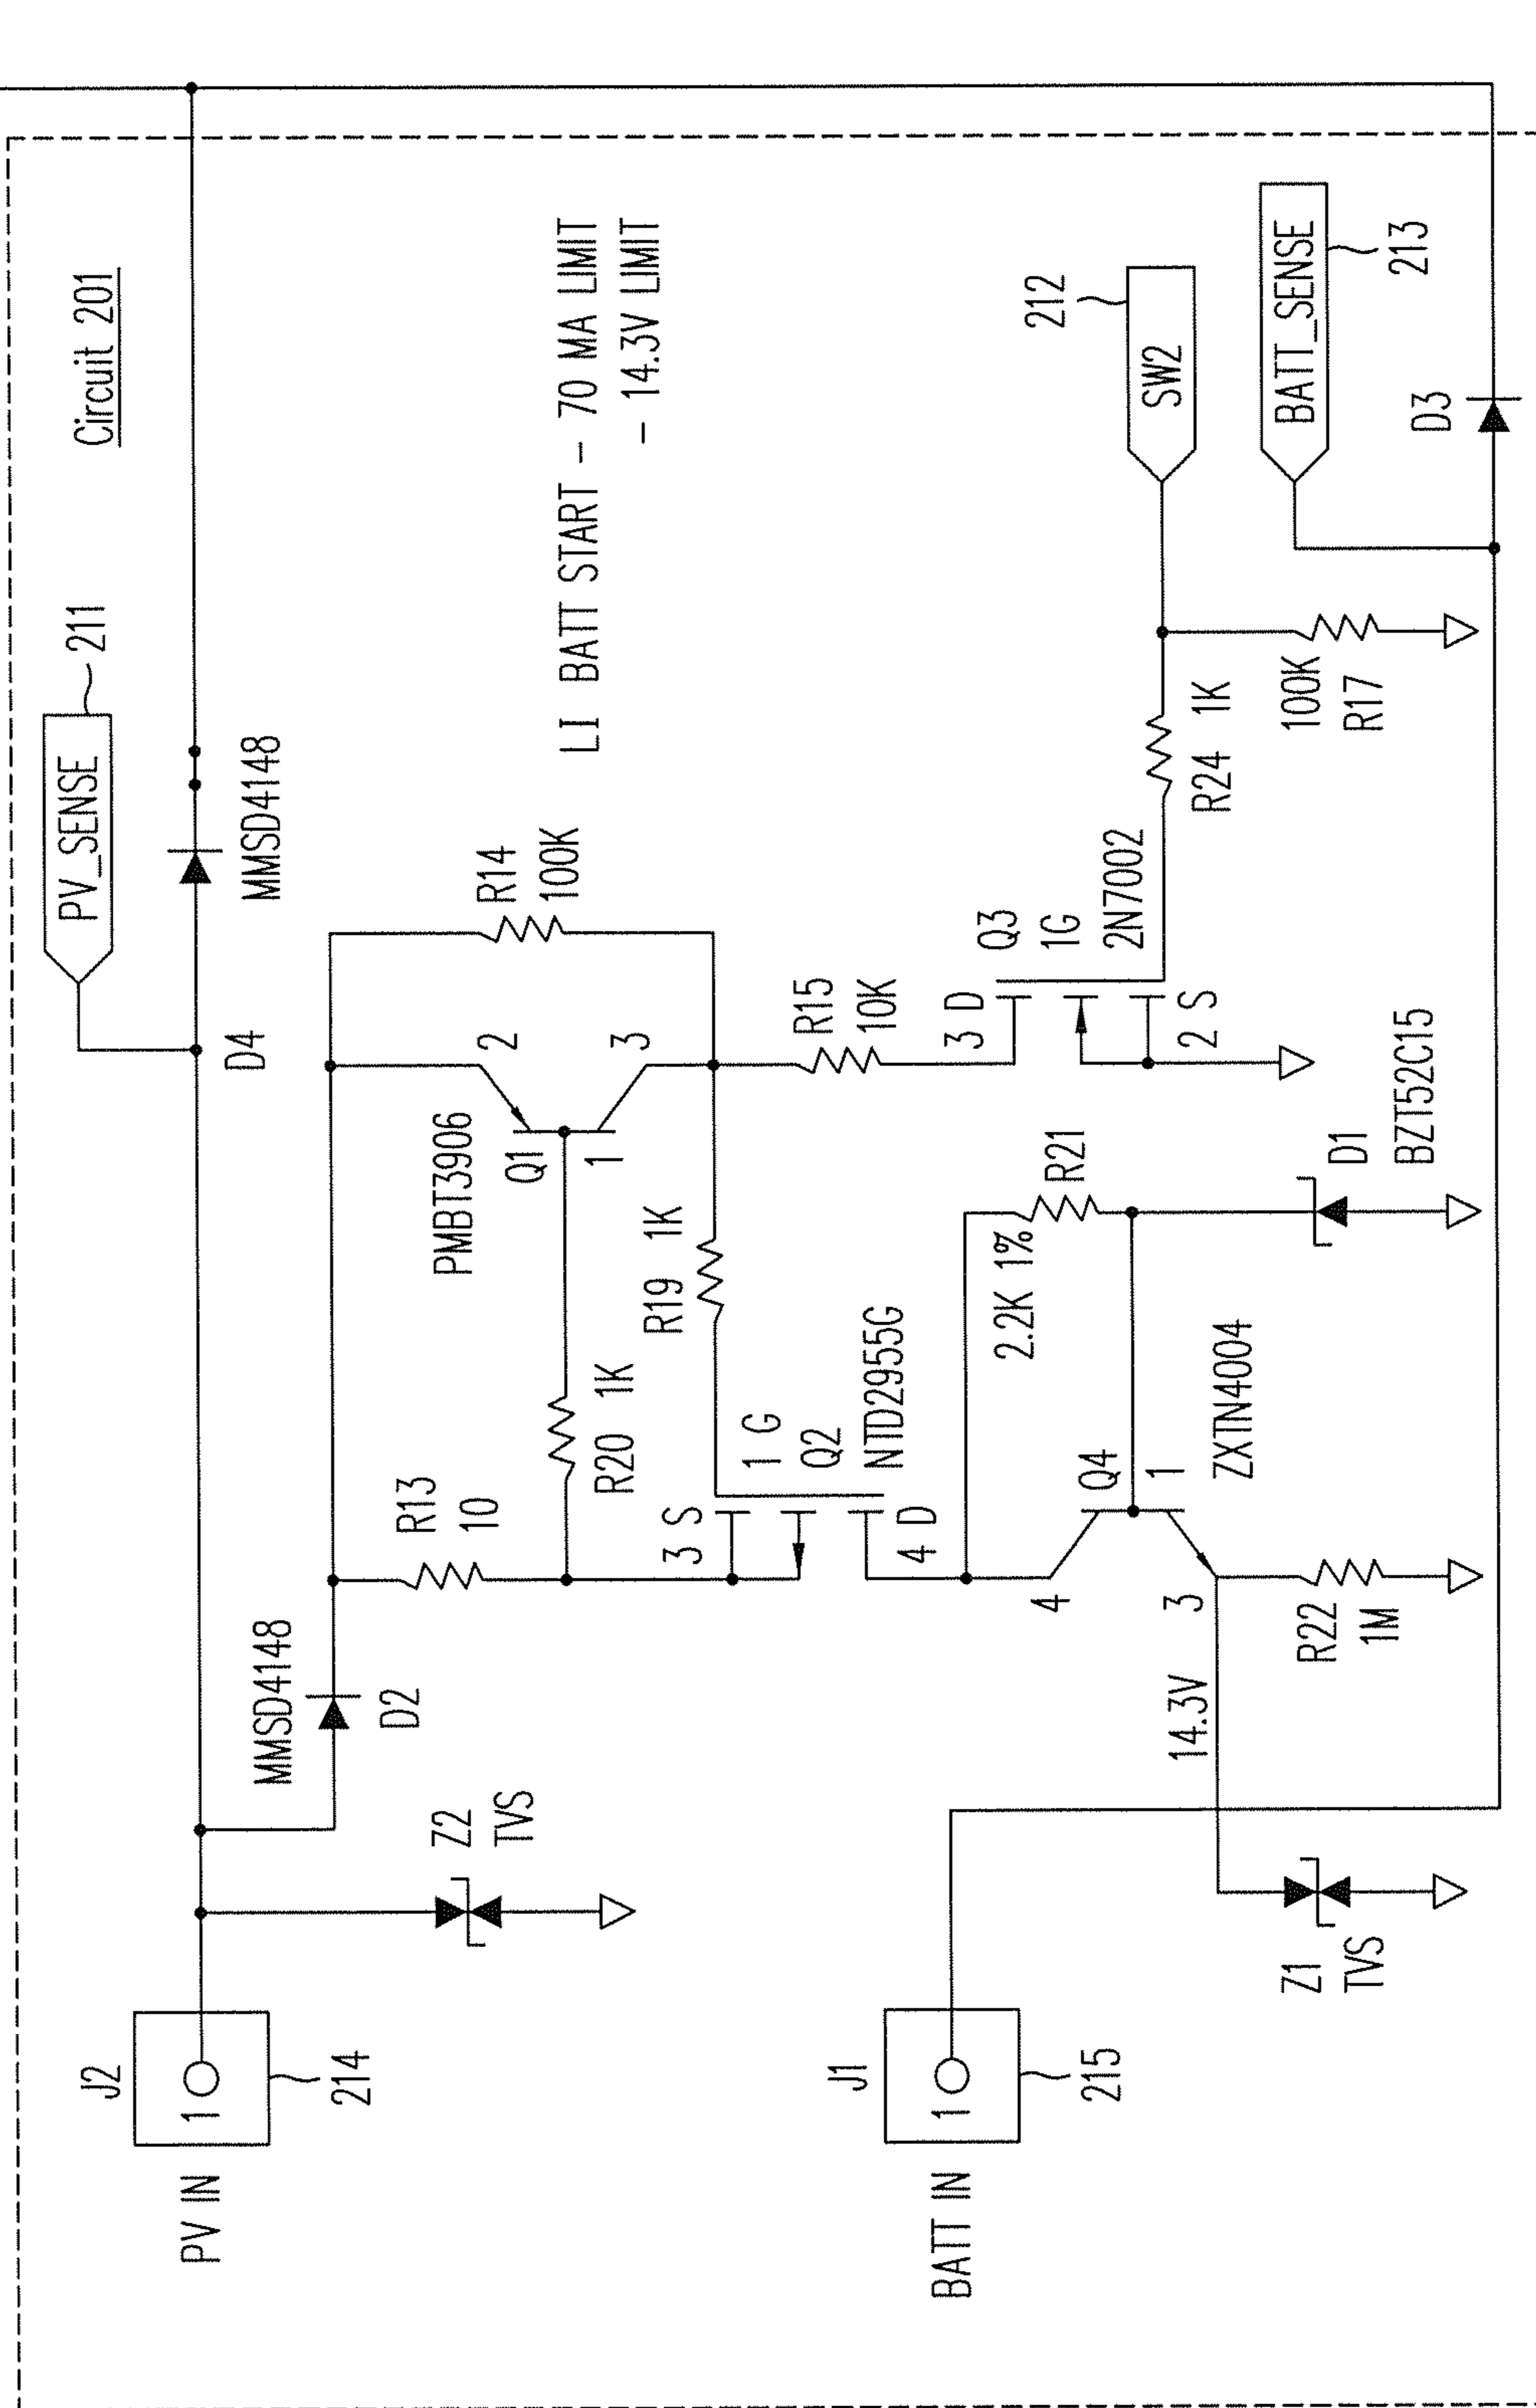 Circuit 201
PV_SENSE
211
D4
MMSD4148
J2
1
214
PV IN
Z2
TVS
MMSD4148
D2
R13
10
R20 1K
PMBT3906
Q1
2
1
3
R14
100K
LI BATT START - 70 MA LIMIT
- 14.3V LIMIT
R19 1K
3 S
1 G
Q2
NTD2955G
4 D
R15
10K
3 D
Q3
1G
2N7002
2 S
R24 1K
SW2
212
100K
R17
BATT_SENSE
213
D3
2.2K 1%
R21
D1
BZT52C15
Q4
4
1
3
ZXTN4004
R22
1M
14.3V
J1
1
215
BATT IN
Z1
TVS